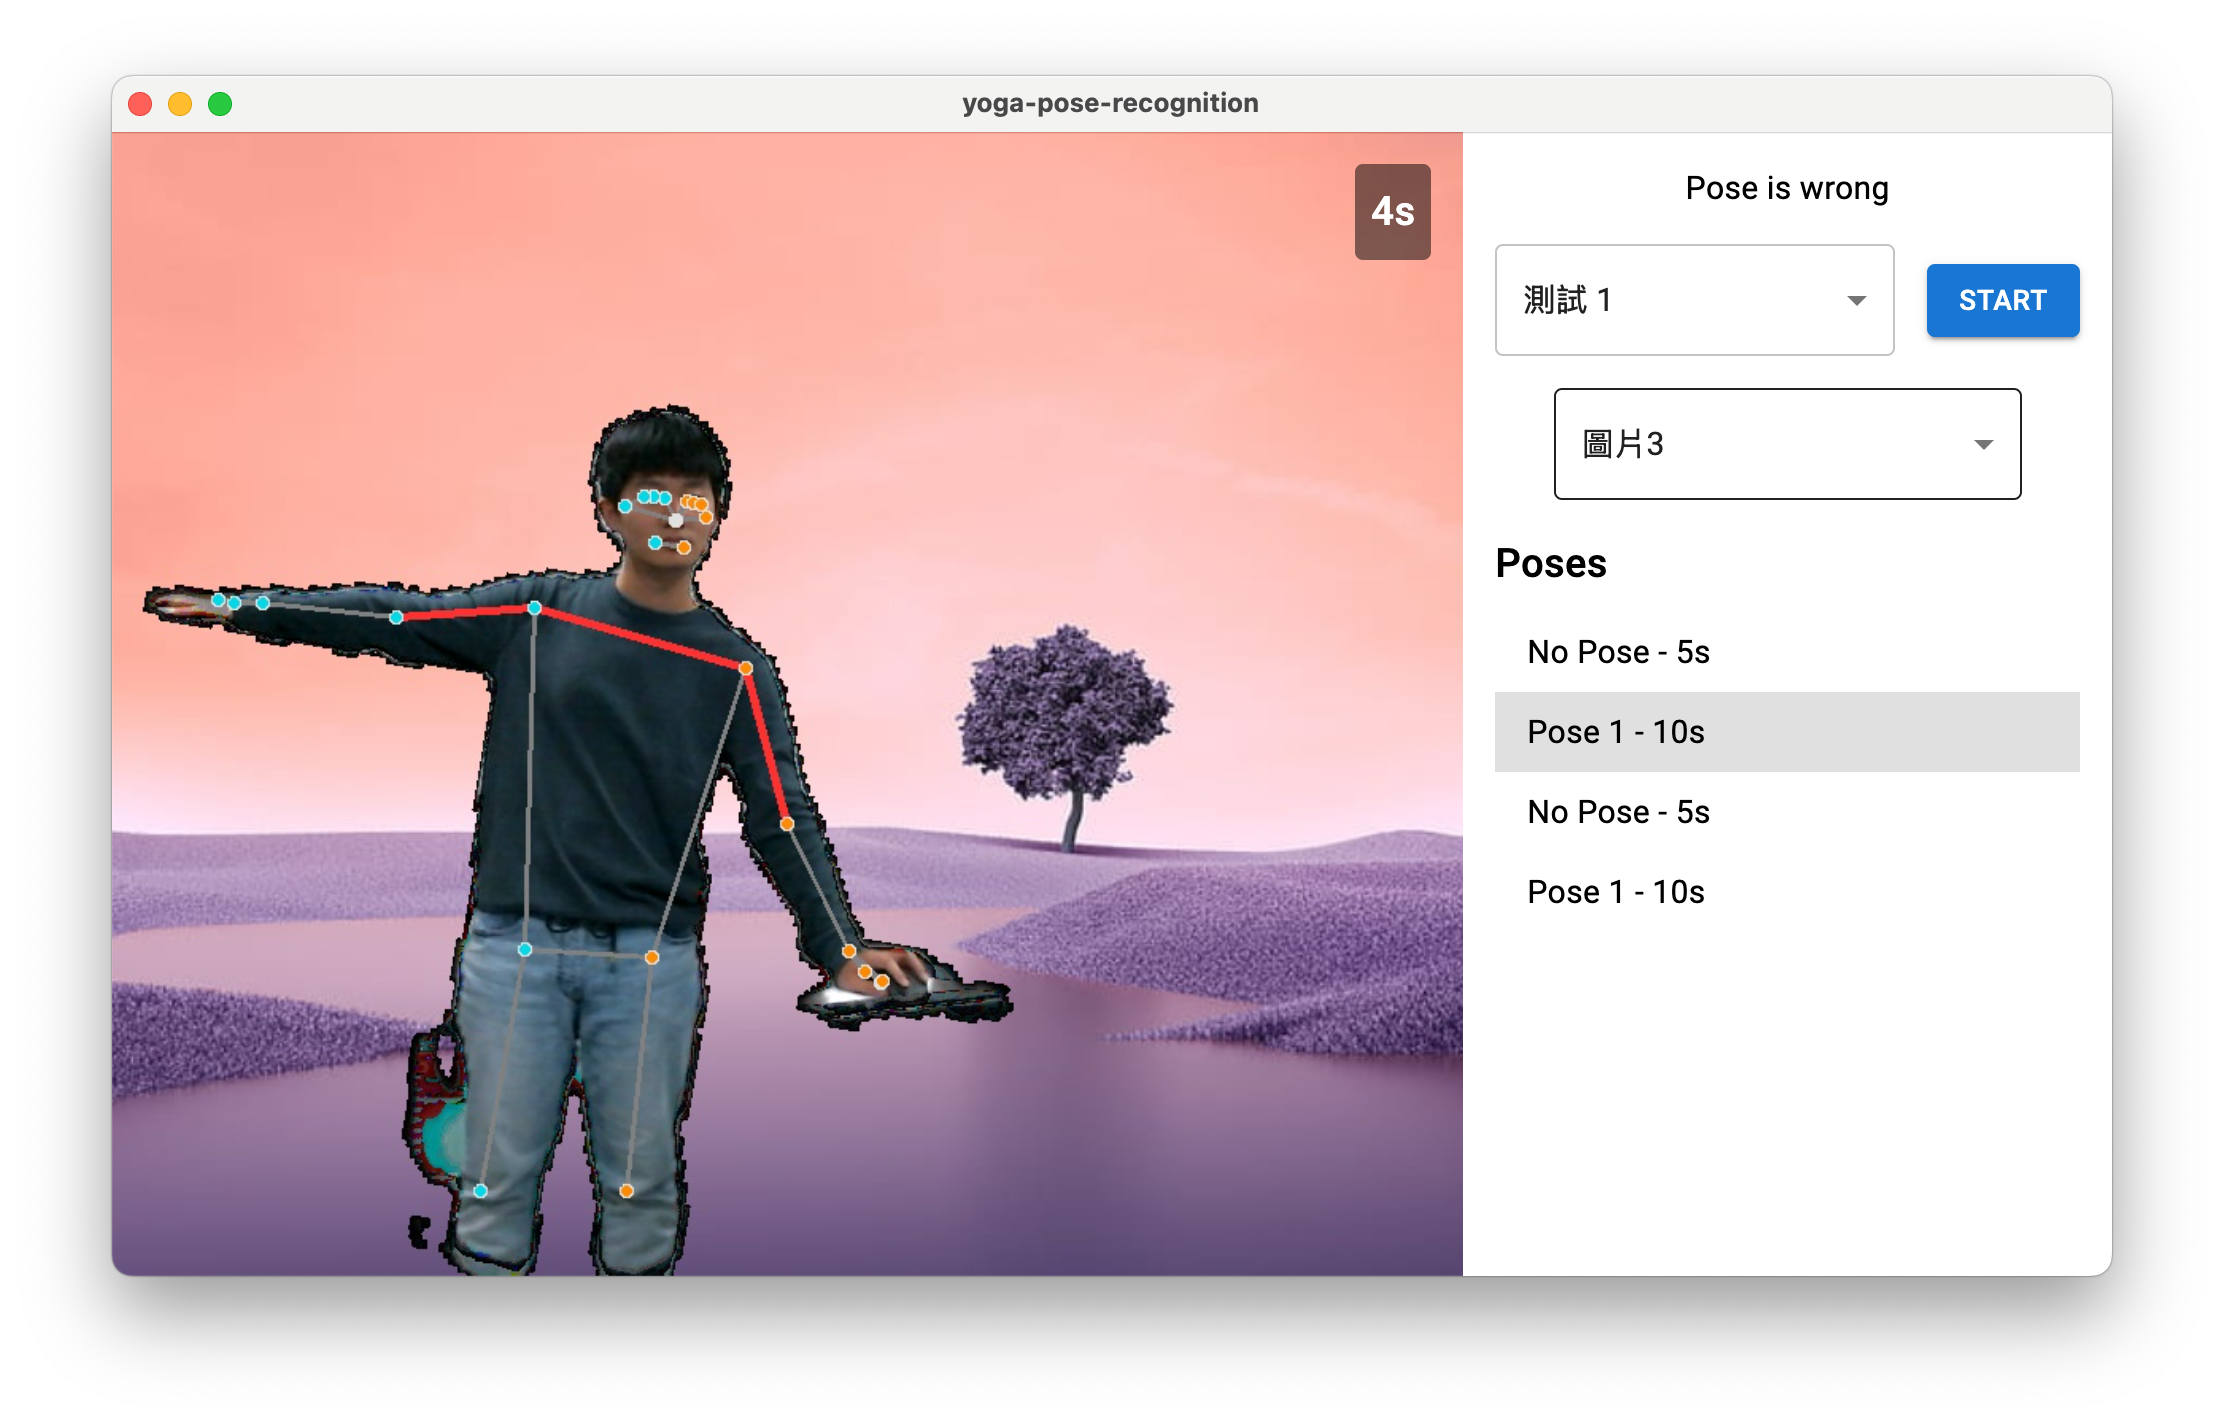 yoga-pose-recognition
4s
Pose is wrong
測試 1
START
圖片3
Poses
No Pose - 5s
Pose 1 - 10s
No Pose - 5s
Pose 1 - 10s